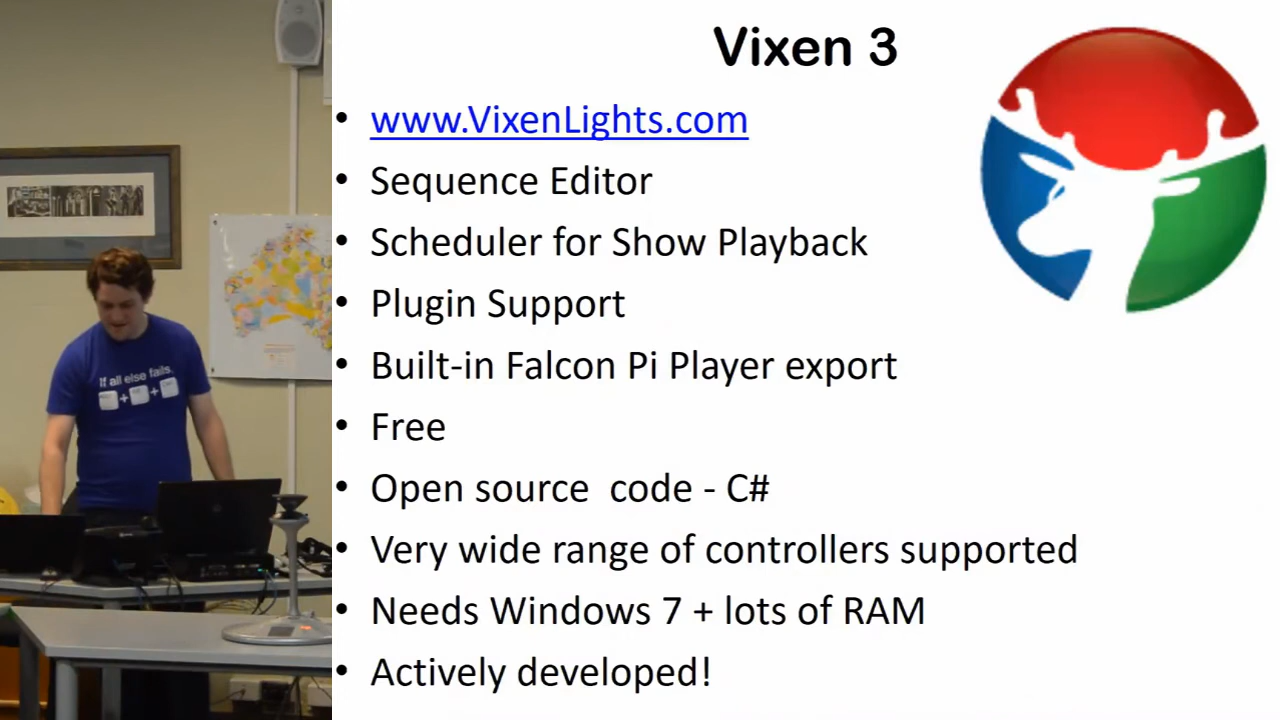 Vixen 3
• www.VixenLights.com
• Sequence Editor
• Scheduler for Show Playback
• Plugin Support
• Built-in Falcon Pi Player export
• Free
• Open source  code - C#
• Very wide range of controllers supported
• Needs Windows 7 + lots of RAM
• Actively developed!
If all else fails.
+ +